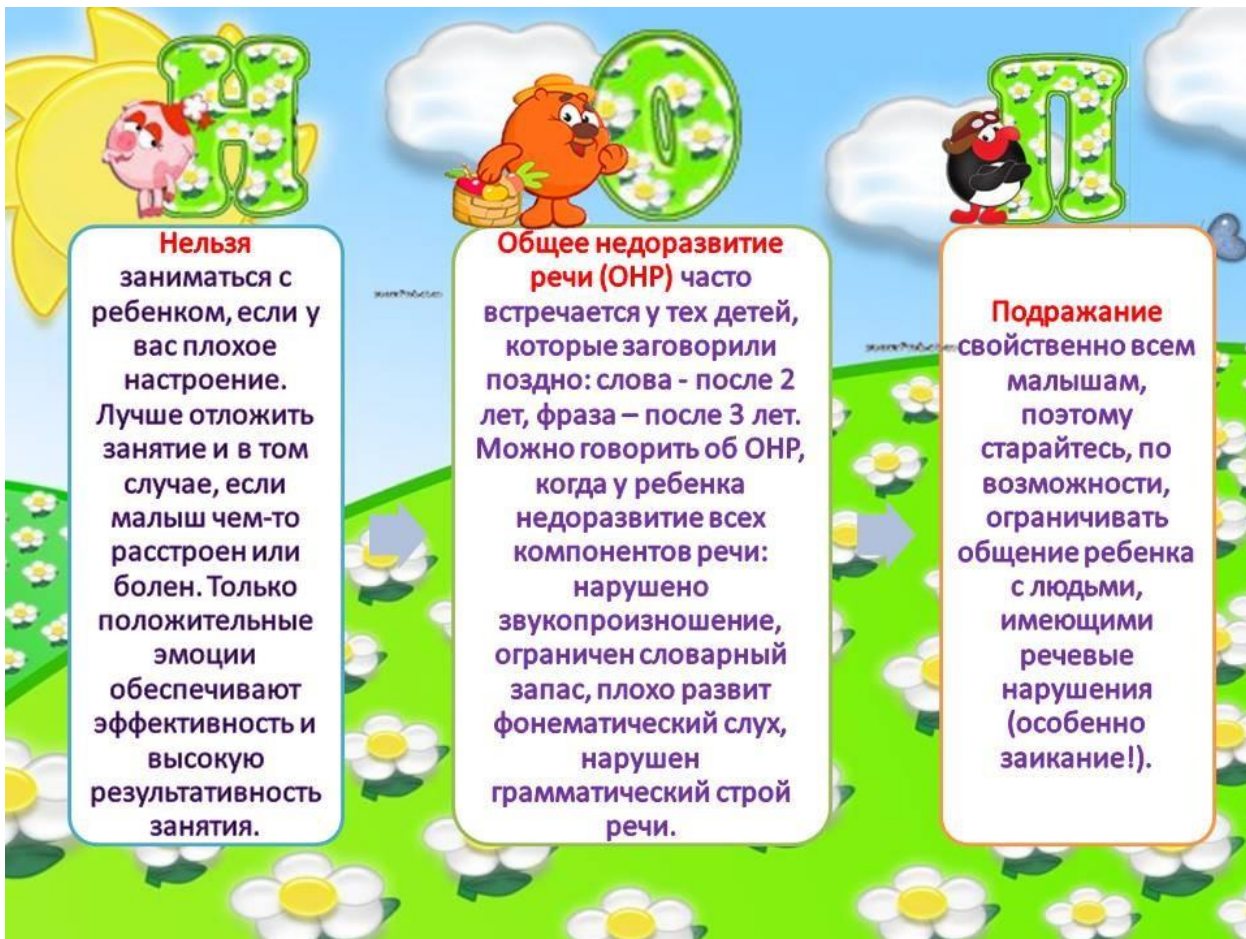 Н
Нельзя
заниматься с
ребенком, если у
вас плохое
настроение.
Лучше отложить
занятие и в том
случае, если
малыш чем-то
расстроен или
болен. Только
положительные
эмоции
обеспечивают
эффективность и
высокую
результативность
занятия.
О
Общее недоразвитие
речи (ОНР) часто
встречается у тех детей,
которые заговорили
поздно: слова - после 2
лет, фраза – после 3 лет.
Можно говорить об ОНР,
когда у ребенка
недоразвитие всех
компонентов речи:
нарушено
звукопроизношение,
ограничен словарный
запас, плохо развит
фонематический слух,
нарушен
грамматический строй
речи.
П
Подражание
свойственно всем
малышам,
поэтому
старайтесь, по
возможности,
ограничивать
общение ребенка
с людьми,
имеющими
речевые
нарушения
(особенно
заикание!).